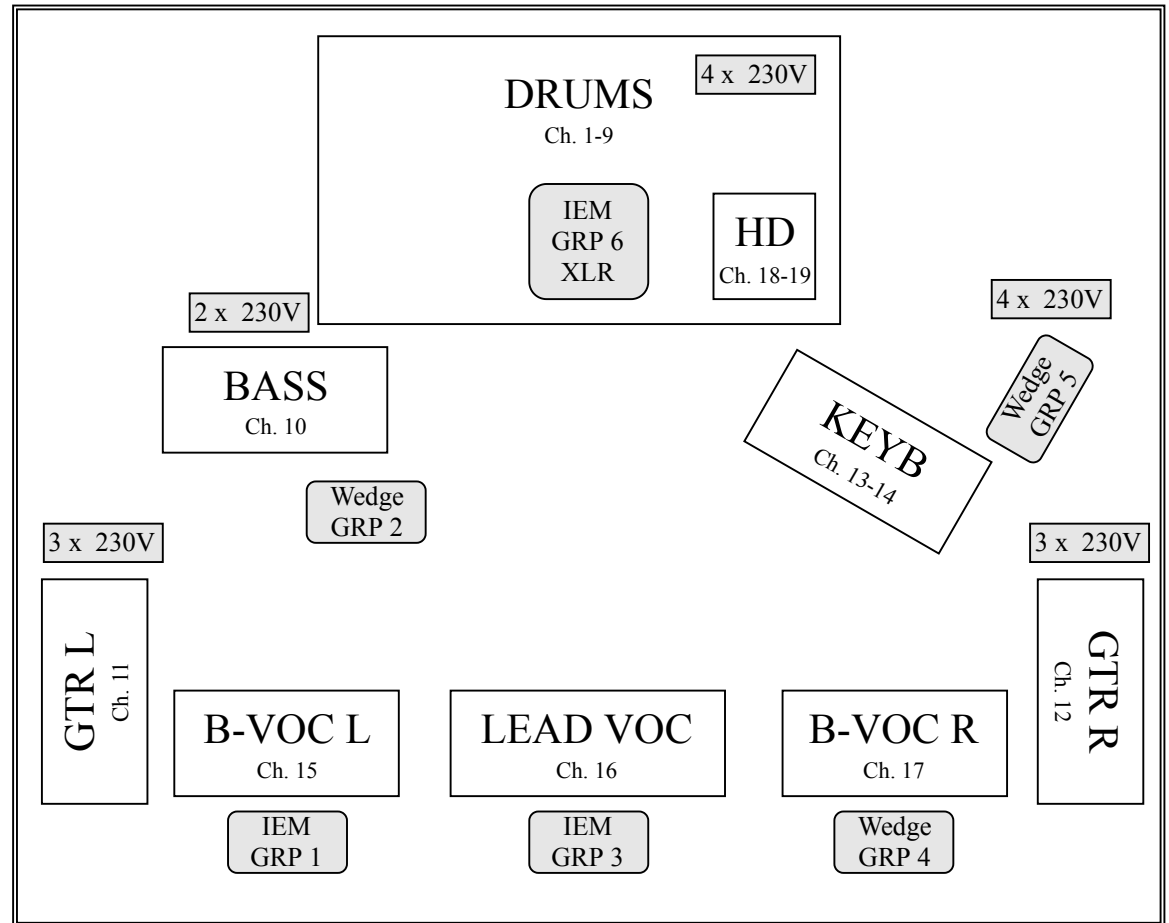 4 x 230V
DRUMS
Ch. 1-9
IEM
GRP 6
XLR
HD
Ch. 18-19
2 x 230V
4 x 230V
BASS
Ch. 10
KEYB
Ch. 13-14
Wedge
GRP 5
Wedge
GRP 2
3 x 230V
3 x 230V
GTR L
Ch. 11
B-VOC L
Ch. 15
LEAD VOC
Ch. 16
B-VOC R
Ch. 17
GTR R
Ch. 12
IEM
GRP 1
IEM
GRP 3
Wedge
GRP 4